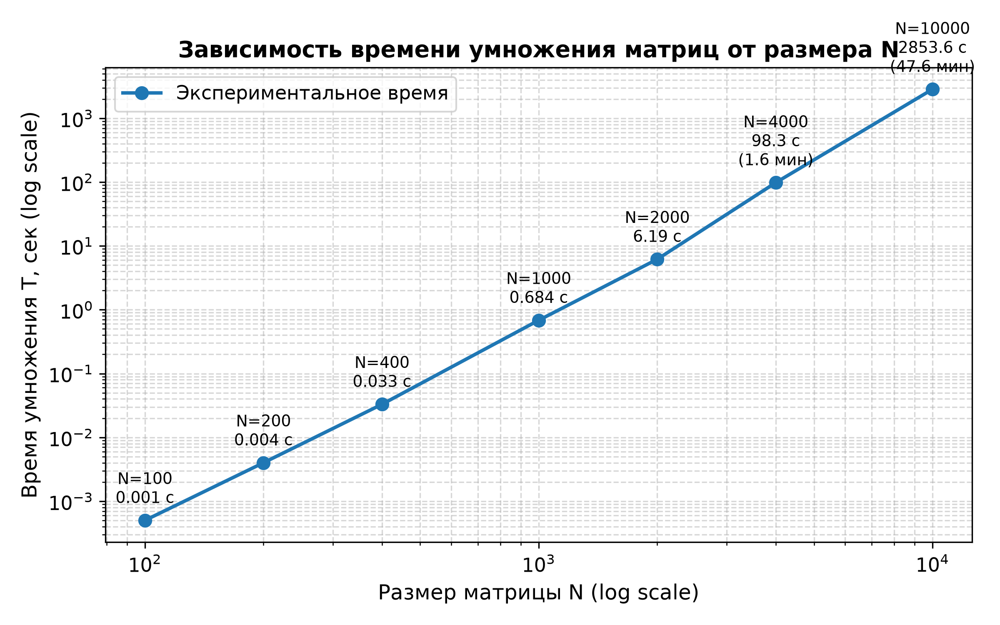 N=10000
2853.6 с
(47.6 мин)
Зависимость времени умножения матриц от размера N
Экспериментальное время
N=4000
98.3 с
(1.6 мин)
N=2000
6.19 с
N=1000
0.684 с
N=400
0.033 с
N=200
0.004 с
N=100
0.001 с
Время умножения T, сек (log scale)
10³
10²
10¹
10⁰
10⁻¹
10⁻²
10⁻³
10²
10³
10⁴
Размер матрицы N (log scale)